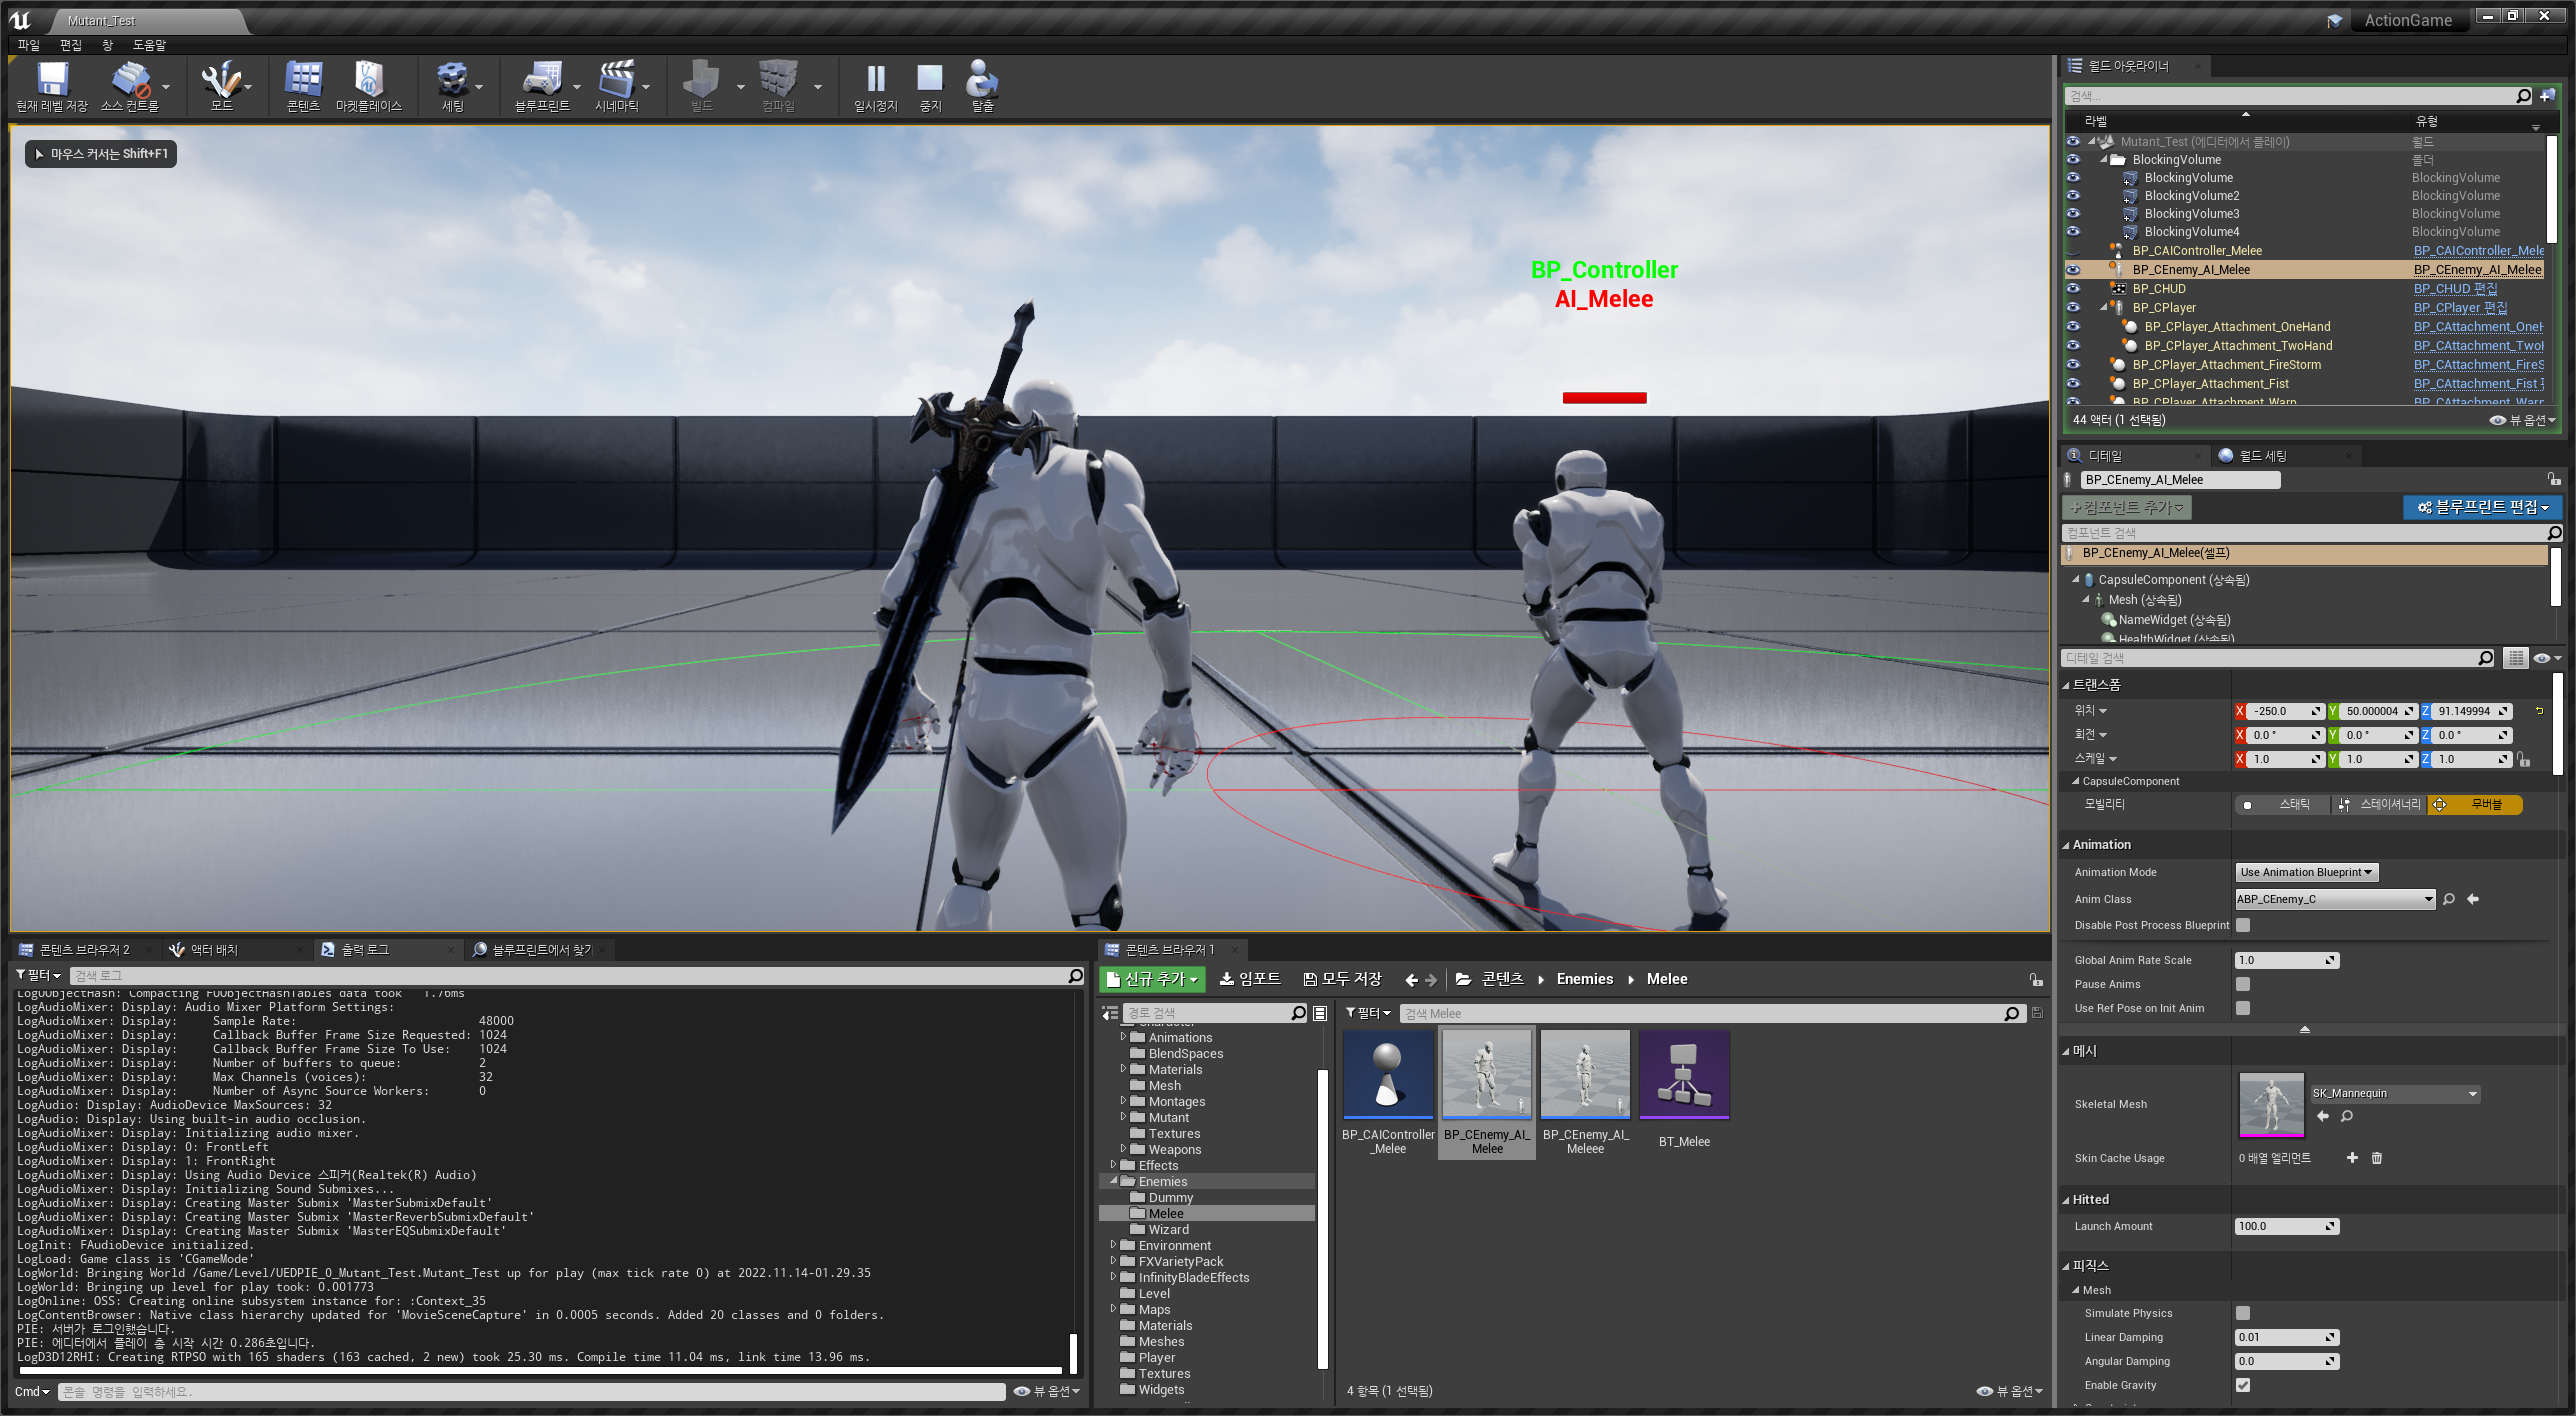 Mutant_Test
ActionGame
파일 편집 창 도움말
현재 레벨 저장 소스 컨트롤 모드 콘텐츠 마켓플레이스 세팅 블루프린트 시네마틱 빌드 컴파일 일시정지 중지 탈출
마우스 커서는 Shift+F1
BP_Controller
AI_Melee
월드 아웃라이너
검색...
라벨 유형
Mutant_Test (에디터에서 플레이) 월드
BlockingVolume 폴더
BlockingVolume BlockingVolume
BlockingVolume2 BlockingVolume
BlockingVolume3 BlockingVolume
BlockingVolume4 BlockingVolume
BP_CAIController_Melee BP_CAIController_Mele
BP_CEnemy_AI_Melee BP_CEnemy_AI_Melee
BP_CHUD BP_CHUD 편집
BP_CPlayer BP_CPlayer 편집
BP_CPlayer_Attachment_OneHand BP_CAttachment_OneH
BP_CPlayer_Attachment_TwoHand BP_CAttachment_TwoH
BP_CPlayer_Attachment_FireStorm BP_CAttachment_FireS
BP_CPlayer_Attachment_Fist BP_CAttachment_Fist
BP_CPlayer_Attachment_Warp BP_CAttachment_Warp
44 액터 (1 선택됨) 뷰 옵션
디테일 월드 세팅
BP_CEnemy_AI_Melee
+컴포넌트 추가 블루프린트 편집
컴포넌트 검색
BP_CEnemy_AI_Melee(셀프)
CapsuleComponent (상속됨)
Mesh (상속됨)
NameWidget (상속됨)
HealthWidget (상속됨)
디테일 검색
트랜스폼
위치 X -250.0 Y 50.000004 Z 91.149994
회전 X 0.0 ° Y 0.0 ° Z 0.0 °
스케일 X 1.0 Y 1.0 Z 1.0
CapsuleComponent
모빌리티 스태틱 스테이셔너리 무버블
Animation
Animation Mode Use Animation Blueprint
Anim Class ABP_CEnemy_C
Disable Post Process Blueprint
Global Anim Rate Scale 1.0
Pause Anims
Use Ref Pose on Init Anim
메시
Skeletal Mesh SK_Mannequin
Skin Cache Usage 0 배열 엘리먼트
Hitted
Launch Amount 100.0
피직스
Mesh
Simulate Physics
Linear Damping 0.01
Angular Damping 0.0
Enable Gravity
콘텐츠 브라우저 2 액터 배치 출력 로그 블루프린트에서 찾기
필터 검색 로그
LogUObjectHash: Compacting FUObjectHashTables data took 1.76ms
LogAudioMixer: Display: Audio Mixer Platform Settings:
LogAudioMixer: Display: Sample Rate: 48000
LogAudioMixer: Display: Callback Buffer Frame Size Requested: 1024
LogAudioMixer: Display: Callback Buffer Frame Size To Use: 1024
LogAudioMixer: Display: Number of buffers to queue: 2
LogAudioMixer: Display: Max Channels (voices): 32
LogAudioMixer: Display: Number of Async Source Workers: 0
LogAudio: Display: AudioDevice MaxSources: 32
LogAudio: Display: Using built-in audio occlusion.
LogAudioMixer: Display: Initializing audio mixer.
LogAudioMixer: Display: 0: FrontLeft
LogAudioMixer: Display: 1: FrontRight
LogAudioMixer: Display: Using Audio Device 스피커(Realtek(R) Audio)
LogAudioMixer: Display: Initializing Sound Submixes...
LogAudioMixer: Display: Creating Master Submix 'MasterSubmixDefault'
LogAudioMixer: Display: Creating Master Submix 'MasterReverbSubmixDefault'
LogAudioMixer: Display: Creating Master Submix 'MasterEQSubmixDefault'
LogInit: FAudioDevice initialized.
LogLoad: Game class is 'CGameMode'
LogWorld: Bringing World /Game/Level/UEDPIE_0_Mutant_Test.Mutant_Test up for play (max tick rate 0) at 2022.11.14-01.29.35
LogWorld: Bringing up level for play took: 0.001773
LogOnline: OSS: Creating online subsystem instance for: :Context_35
LogContentBrowser: Native class hierarchy updated for 'MovieSceneCapture' in 0.0005 seconds. Added 20 classes and 0 folders.
PIE: 서버가 로그인했습니다.
PIE: 에디터에서 플레이 총 시작 시간 0.286초입니다.
LogD3D12RHI: Creating RTPSO with 165 shaders (163 cached, 2 new) took 25.30 ms. Compile time 11.04 ms, link time 13.96 ms.
Cmd 콘솔 명령을 입력하세요. 뷰 옵션
콘텐츠 브라우저 1
신규 추가 임포트 모두 저장 콘텐츠 Enemies Melee
경로 검색 필터 검색 Melee
Character
Animations
BlendSpaces
Materials
Mesh
Montages
Mutant
Textures
Weapons
Effects
Enemies
Dummy
Melee
Wizard
Environment
FXVarietyPack
InfinityBladeEffects
Level
Maps
Materials
Meshes
Player
Textures
Widgets
BP_CAIController_Melee
BP_CEnemy_AI_Melee
BP_CEnemy_AI_Meleee
BT_Melee
4 항목 (1 선택됨) 뷰 옵션